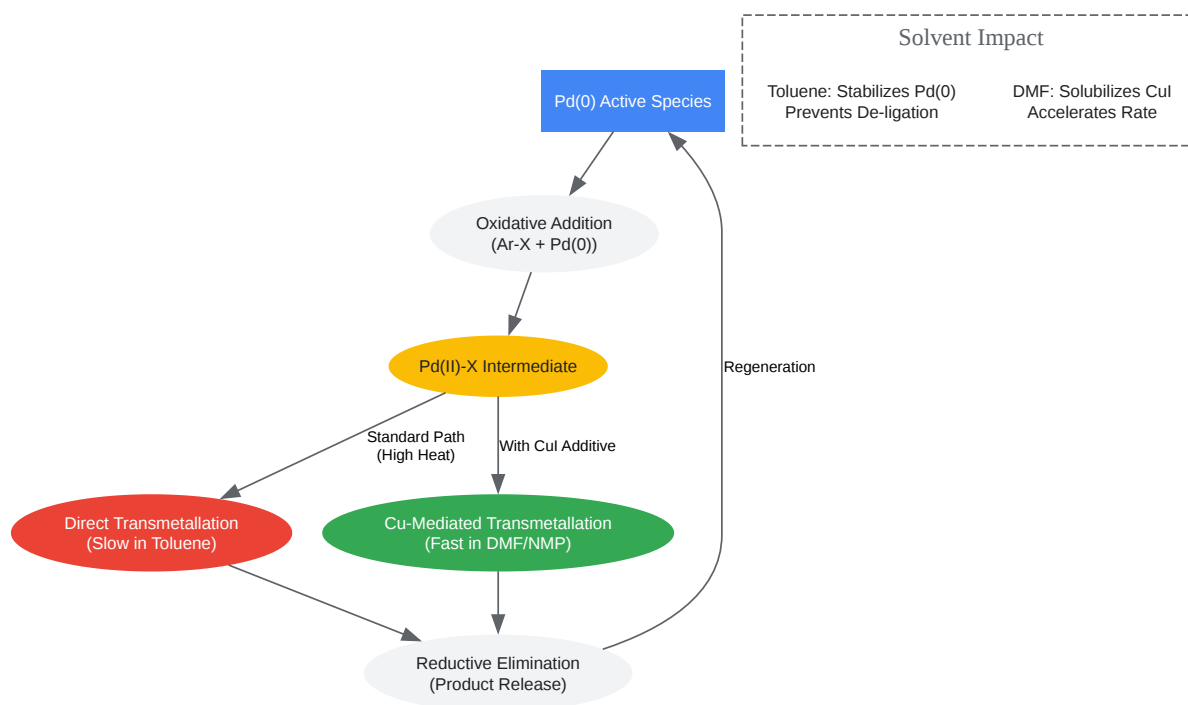 Solvent Impact
Toluene: Stabilizes Pd(0)
Prevents De-ligation
DMF: Solubilizes CuI
Accelerates Rate
Pd(0) Active Species
Oxidative Addition
(Ar-X + Pd(0))
Pd(II)-X Intermediate
Regeneration
Standard Path
(High Heat)
With CuI Additive
Direct Transmetallation
(Slow in Toluene)
Cu-Mediated Transmetallation
(Fast in DMF/NMP)
Reductive Elimination
(Product Release)